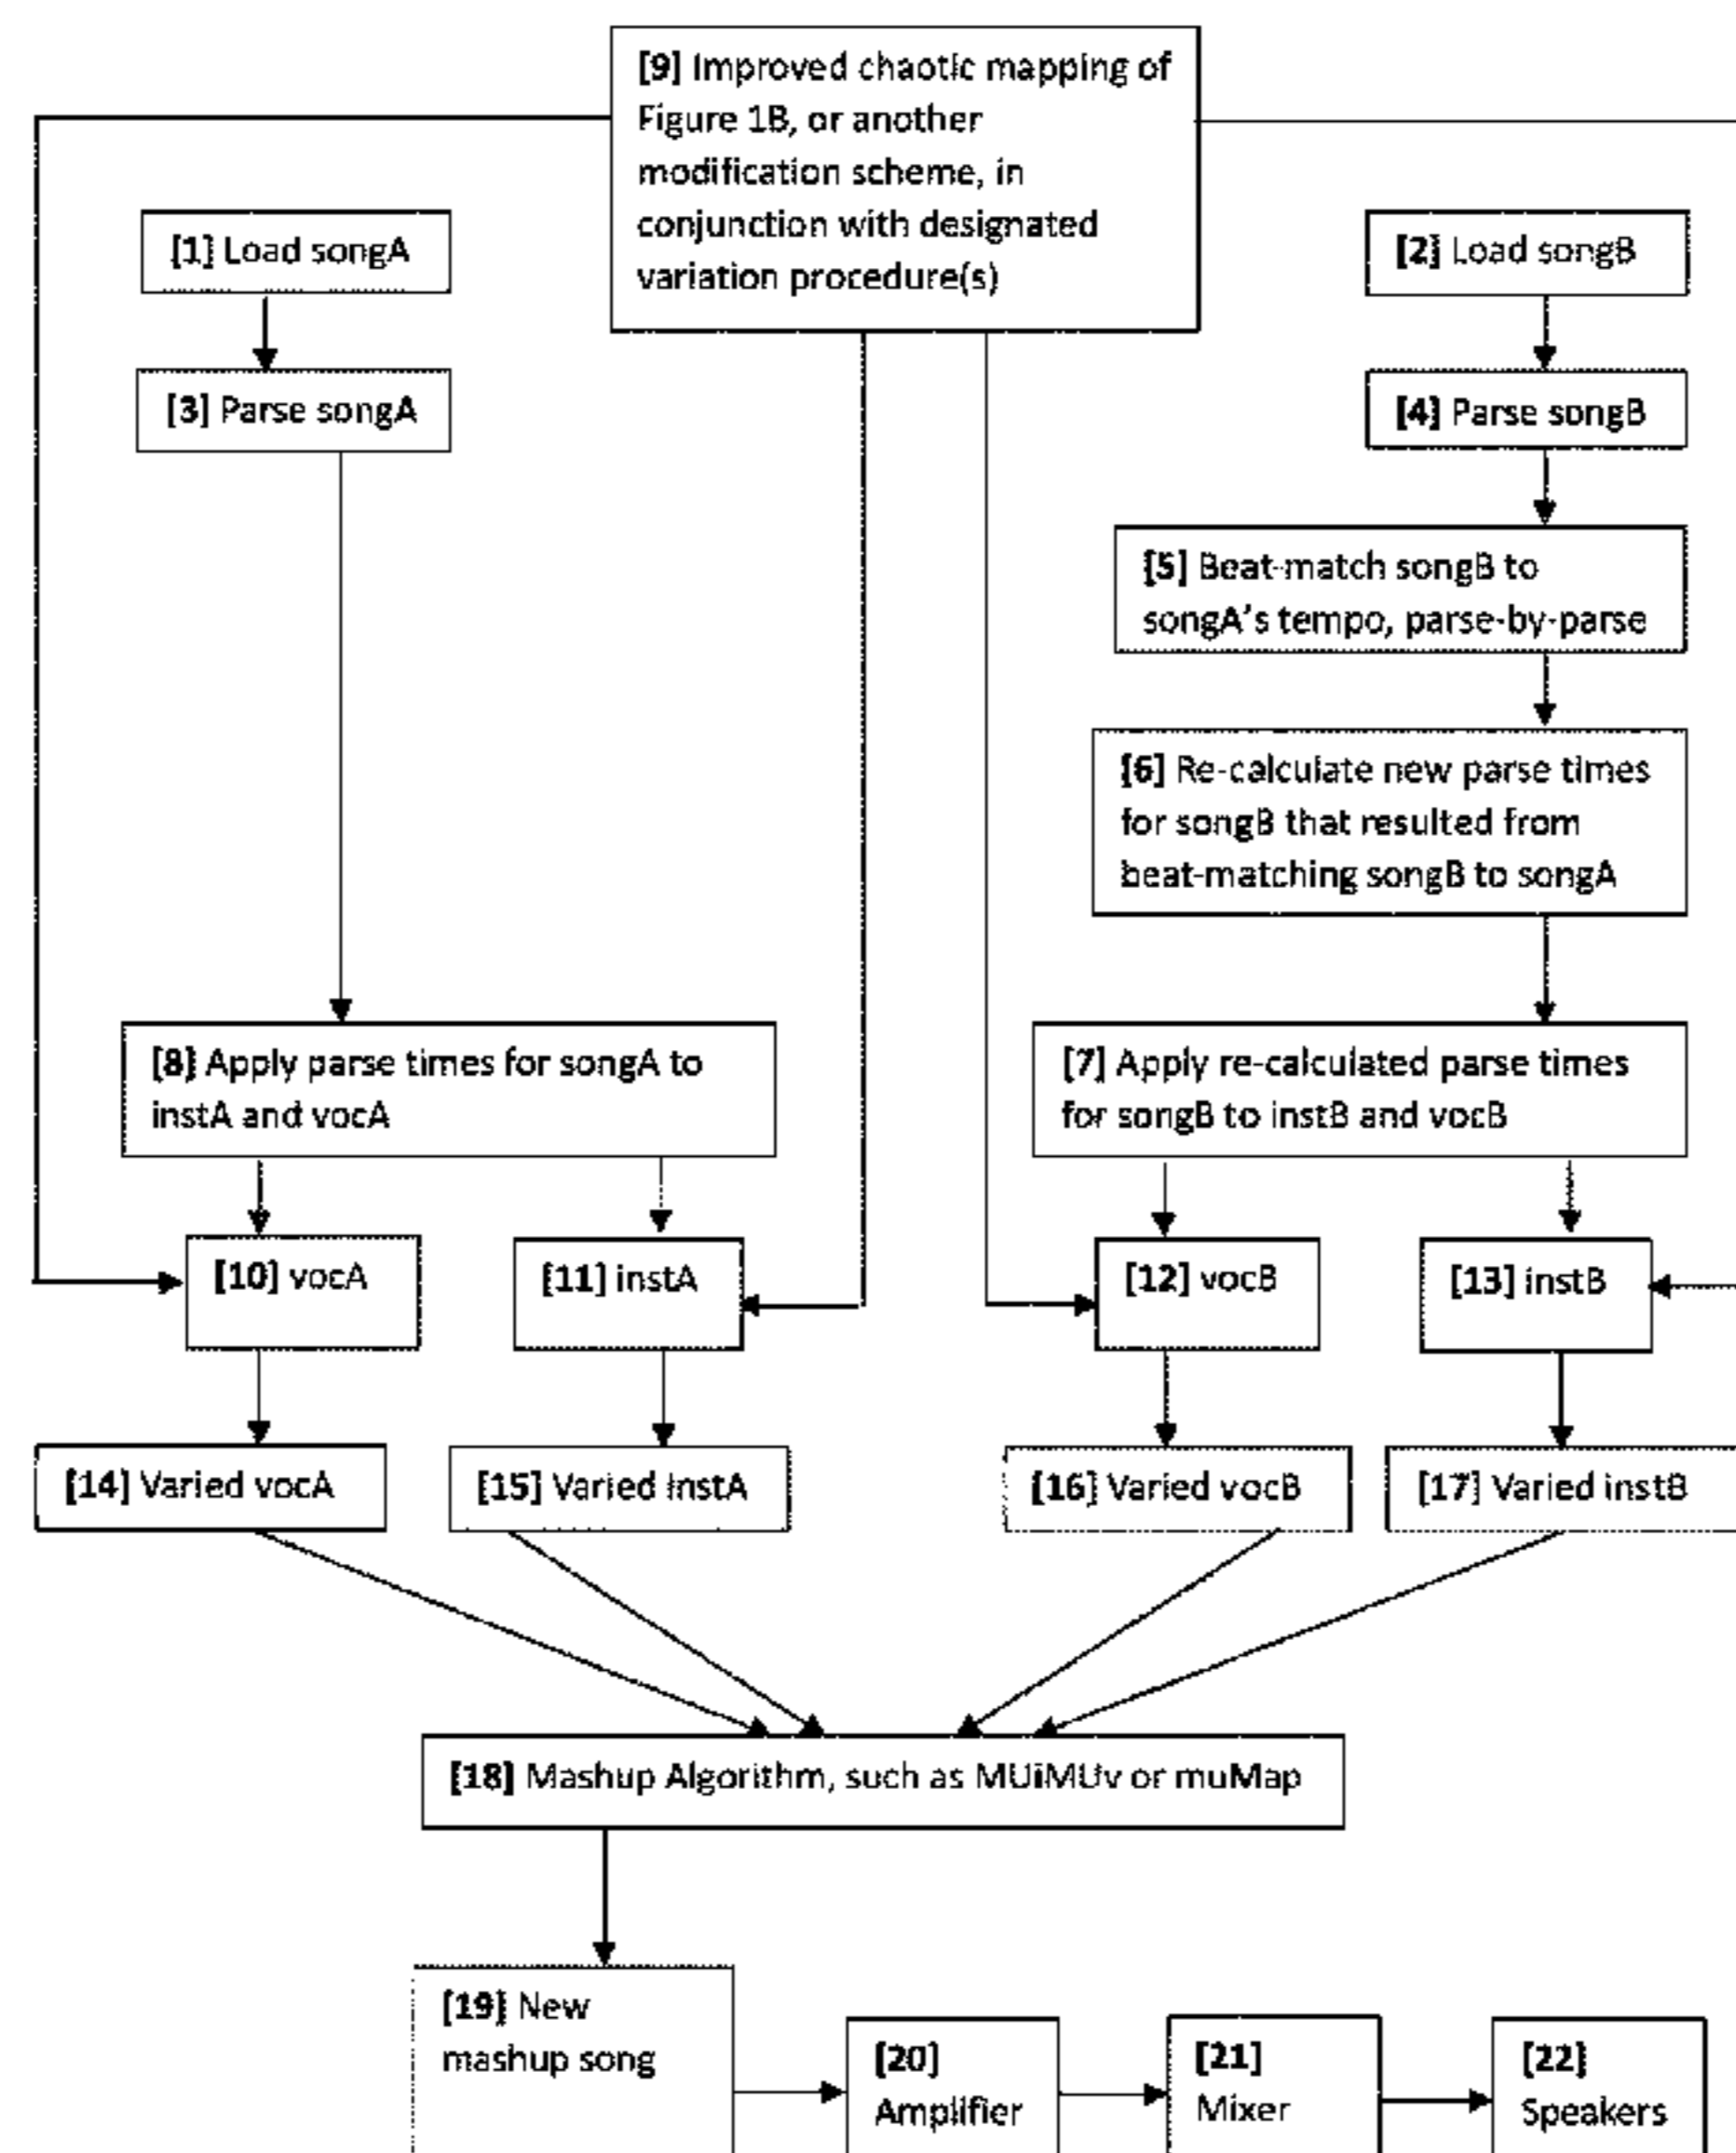 [9] Improved chaotic mapping of
Figure 1B, or another
modification scheme, in
conjunction with designated
variation procedure(s)
[1] Load songA
[2] Load songB
[3] Parse songA
[4] Parse songB
[5] Beat-match songB to
songA's tempo, parse-by-parse
[6] Re-calculate new parse times
for songB that resulted from
beat-matching songB to songA
[8] Apply parse times for songA to
instA and vocA
[7] Apply re-calculated parse times
for songB to instB and vocB
[10] vocA
[11] instA
[12] vocB
[13] instB
[14] Varied vocA
[15] Varied instA
[16] Varied vocB
[17] Varied instB
[18] Mashup Algorithm, such as MUiMUv or muMap
[19] New
mashup song
[20]
Amplifier
[21]
Mixer
[22]
Speakers